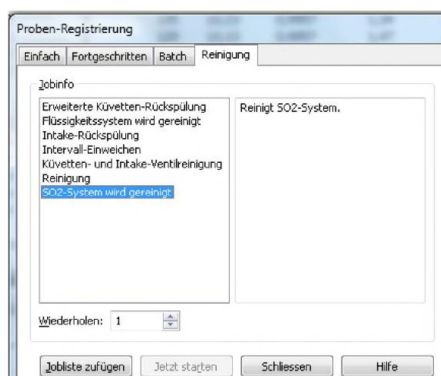 Proben-Registrierung
Einfach Fortgeschritten Batch Reinigung
Jobinfo
Erweiterte Küvetten-Rückspülung
Flüssigkeitssystem wird gereinigt
Intake-Rückspülung
Intervall-Einweichen
Küvetten- und Intake-Ventilreinigung
Reinigung
SO2-System wird gereinigt
Reinigt SO2-System.
Wiederholen: 1
Jobliste zufügen Jetzt starten Schliessen Hilfe